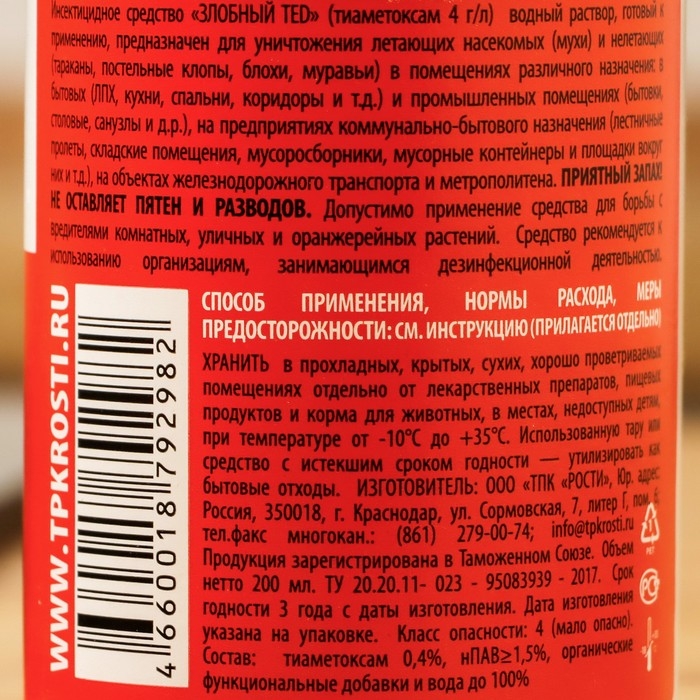 Инсектицидное средство «ЗЛОБНЫЙ TED» (тиаметоксам 4 г/л) водный раствор, готовый к
применению, предназначен для уничтожения летающих насекомых (мухи) и нелетающих
(тараканы, постельные клопы, блохи, муравьи) в помещениях различного назначения: в
бытовых (ЛПХ, кухни, спальни, коридоры и т.д.) и промышленных помещениях (бытовки,
столовые, санузлы и д.р.), на предприятиях коммунально-бытового назначения (лестничные
пролеты, складские помещения, мусоросборники, мусорные контейнеры и площадки вокруг
них и т.д.), на объектах железнодорожного транспорта и метрополитена. ПРИЯТНЫЙ ЗАПАХ!
НЕ ОСТАВЛЯЕТ ПЯТЕН И РАЗВОДОВ. Допустимо применение средства для борьбы с
вредителями комнатных, уличных и оранжерейных растений. Средство рекомендуется к
использованию организациям, занимающимся дезинфекционной деятельностью.
СПОСОБ ПРИМЕНЕНИЯ, НОРМЫ РАСХОДА, МЕРЫ
ПРЕДОСТОРОЖНОСТИ: СМ. ИНСТРУКЦИЮ (ПРИЛАГАЕТСЯ ОТДЕЛЬНО)
ХРАНИТЬ в прохладных, крытых, сухих, хорошо проветриваемых
помещениях отдельно от лекарственных препаратов, пищевых
продуктов и корма для животных, в местах, недоступных детям,
при температуре от -10°С до +35°С. Использованную тару или
средство с истекшим сроком годности — утилизировать как
бытовые отходы. ИЗГОТОВИТЕЛЬ: ООО «ТПК «РОСТИ», Юр. адрес:
Россия, 350018, г. Краснодар, ул. Сормовская, 7, литер Г, пом. 6;
тел.факс многокан.: (861) 279-00-74; info@tpkrosti.ru
Продукция зарегистрирована в Таможенном Союзе. Объем
нетто 200 мл. ТУ 20.20.11- 023 - 95083939 - 2017. Срок
годности 3 года с даты изготовления. Дата изготовления
указана на упаковке. Класс опасности: 4 (мало опасно).
Состав: тиаметоксам 0,4%, нПАВ≥1,5%, органические
функциональные добавки и вода до 100%
WWW.TPKROSTI.RU
4 660018 792982
PET
РСТ